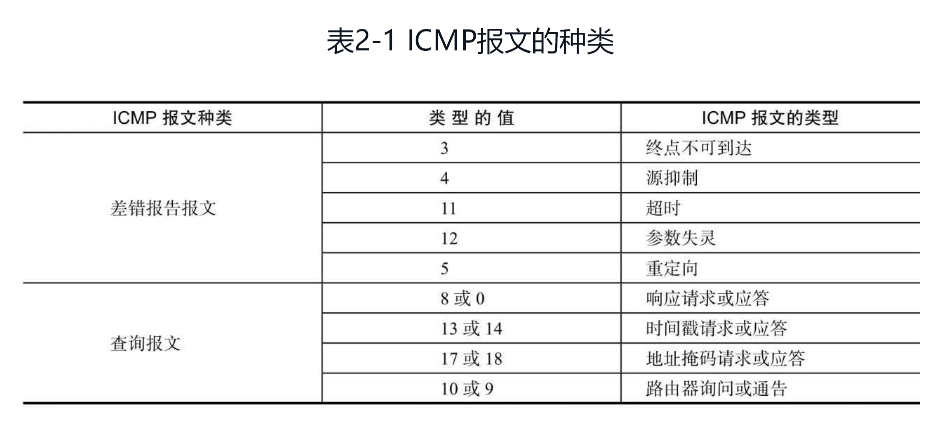 表2-1 ICMP报文的种类
ICMP 报文种类 类型的值 ICMP 报文的类型
差错报告报文
3 终点不可到达
4 源抑制
11 超时
12 参数失灵
5 重定向
查询报文
8 或 0 响应请求或应答
13 或 14 时间戳请求或应答
17 或 18 地址掩码请求或应答
10 或 9 路由器询问或通告